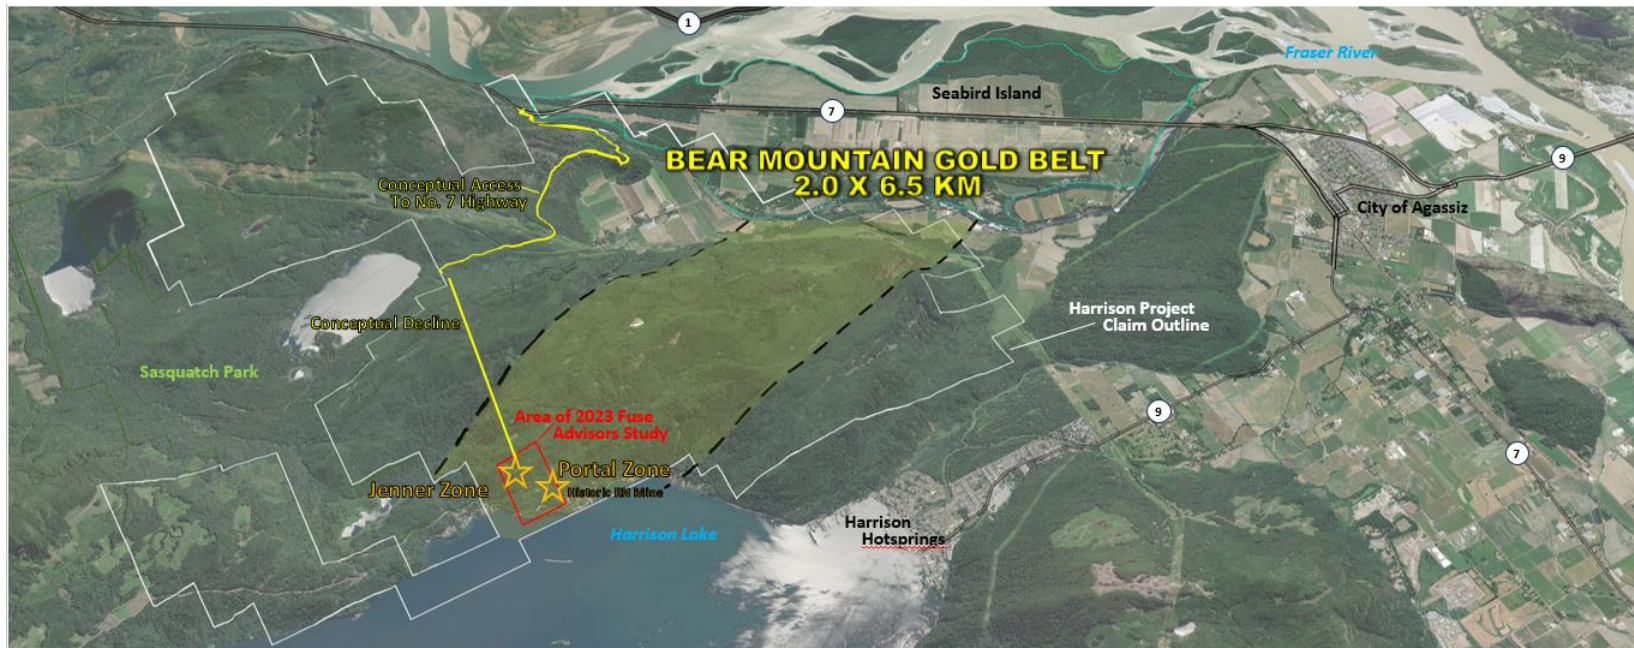 1
Fraser River
Seabird Island
7
BEAR MOUNTAIN GOLD BELT
2.0 X 6.5 KM
9
Conceptual Access
To No. 7 Highway
City of Agassiz
Harrison Project
Claim Outline
Conceptual Decline
Sasquatch Park
9
Area of 2023 Fuse
Advisors Study
7
Portal Zone
Jenner Zone
Historic RN Mine
Harrison Lake
Harrison
Hotsprings